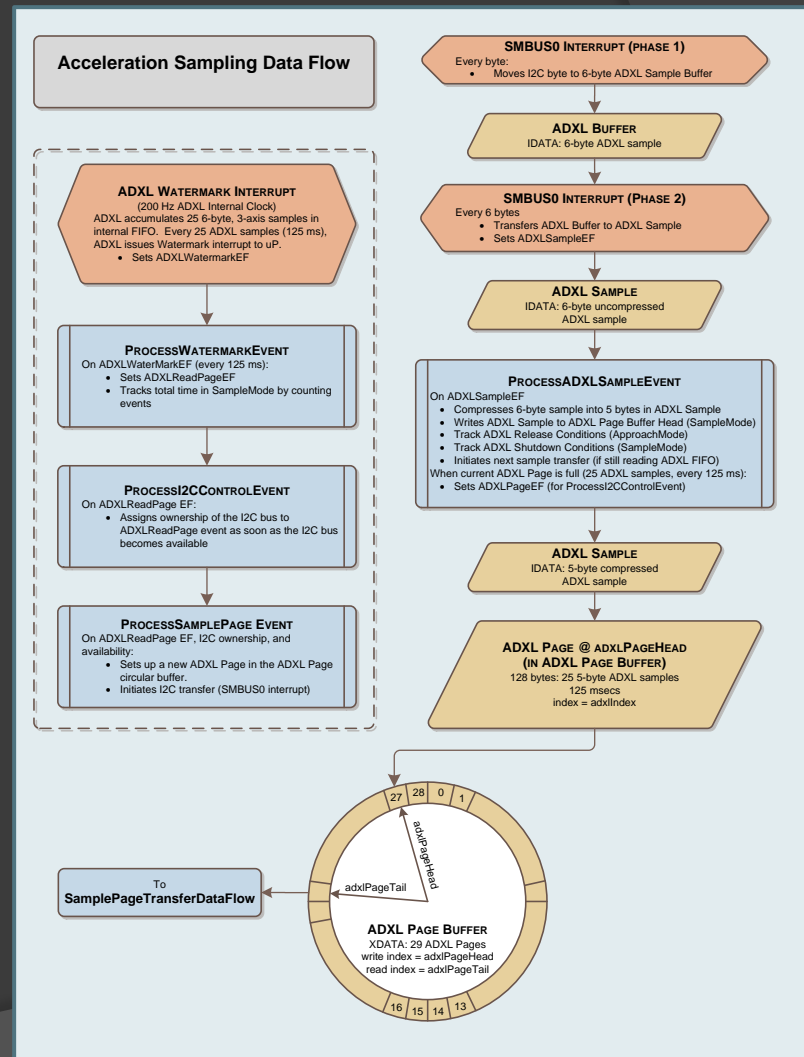 Acceleration Sampling Data Flow
ADXL WATERMARK INTERRUPT
(200 Hz ADXL Internal Clock)
ADXL accumulates 25 6-byte, 3-axis samples in
internal FIFO. Every 25 ADXL samples (125 ms),
ADXL issues Watermark interrupt to uP.
• Sets ADXLWatermarkEF
PROCESSWATERMARKEVENT
On ADXLWaterMarkEF (every 125 ms):
• Sets ADXLReadPageEF
• Tracks total time in SampleMode by counting
events
PROCESSI2CCONTROLEVENT
On ADXLReadPage EF:
• Assigns ownership of the I2C bus to
ADXLReadPage event as soon as the I2C bus
becomes available
PROCESSSAMPLEPAGE EVENT
On ADXLReadPage EF, I2C ownership, and
availability:
• Sets up a new ADXL Page in the ADXL Page
circular buffer.
• Initiates I2C transfer (SMBUS0 interrupt)
SMBUS0 INTERRUPT (PHASE 1)
Every byte:
• Moves I2C byte to 6-byte ADXL Sample Buffer
ADXL BUFFER
IDATA: 6-byte ADXL sample
SMBUS0 INTERRUPT (PHASE 2)
Every 6 bytes
• Transfers ADXL Buffer to ADXL Sample
• Sets ADXLSampleEF
ADXL SAMPLE
IDATA: 6-byte uncompressed
ADXL sample
PROCESSADXLSAMPLEEVENT
On ADXLSampleEF
• Compresses 6-byte sample into 5 bytes in ADXL Sample
• Writes ADXL Sample to ADXL Page Buffer Head (SampleMode)
• Track ADXL Release Conditions (ApproachMode)
• Track ADXL Shutdown Conditions (SampleMode)
• Initiates next sample transfer (if still reading ADXL FIFO)
When current ADXL Page is full (25 ADXL samples, every 125 ms):
• Sets ADXLPageEF (for ProcessI2CControlEvent)
ADXL SAMPLE
IDATA: 5-byte compressed
ADXL sample
ADXL PAGE @ ADXLPAGEHEAD
(IN ADXL PAGE BUFFER)
128 bytes: 25 5-byte ADXL samples
125 msecs
index = adxlIndex
27 28 0 1
adxlPageHead
adxlPageTail
To
SamplePageTransferDataFlow
ADXL PAGE BUFFER
XDATA: 29 ADXL Pages
write index = adxlPageHead
read index = adxlPageTail
16 15 14 13